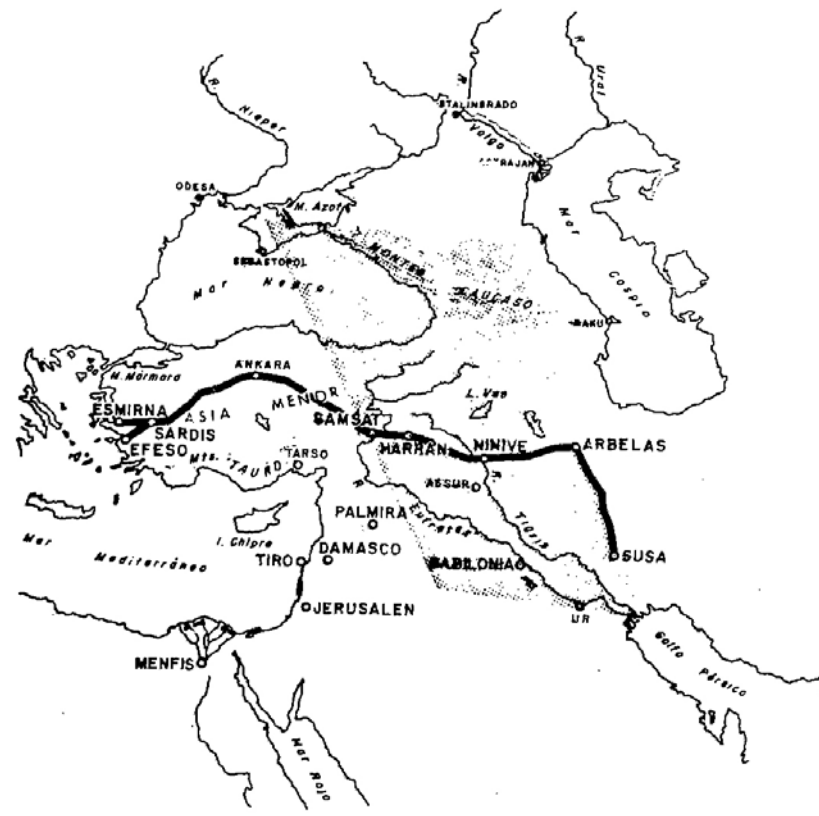 R. Nieper
R.
R. Ural
STALINBRADO
Volga
ODESA
M. Azof
SEBASTOPOL
Mar Negro
MONTES
CAUCASO
Mar Caspio
BAKU
M. Mármara
ANKARA
ASIA MENOR
L. Van
ESMIRNA
SARDIS
EFESO
Mts. TAURO
TARSO
SAMSAT
HARRAN
NINIVE
ARBELAS
ASSUR
R.
R.
Eufrates
Tigris
PALMIRA
I. Chipre
Mar Mediterráneo
TIRO
DAMASCO
BABILONIA
SUSA
JERUSALEN
UR
MENFIS
Golfo Pérsico
Mar Rojo